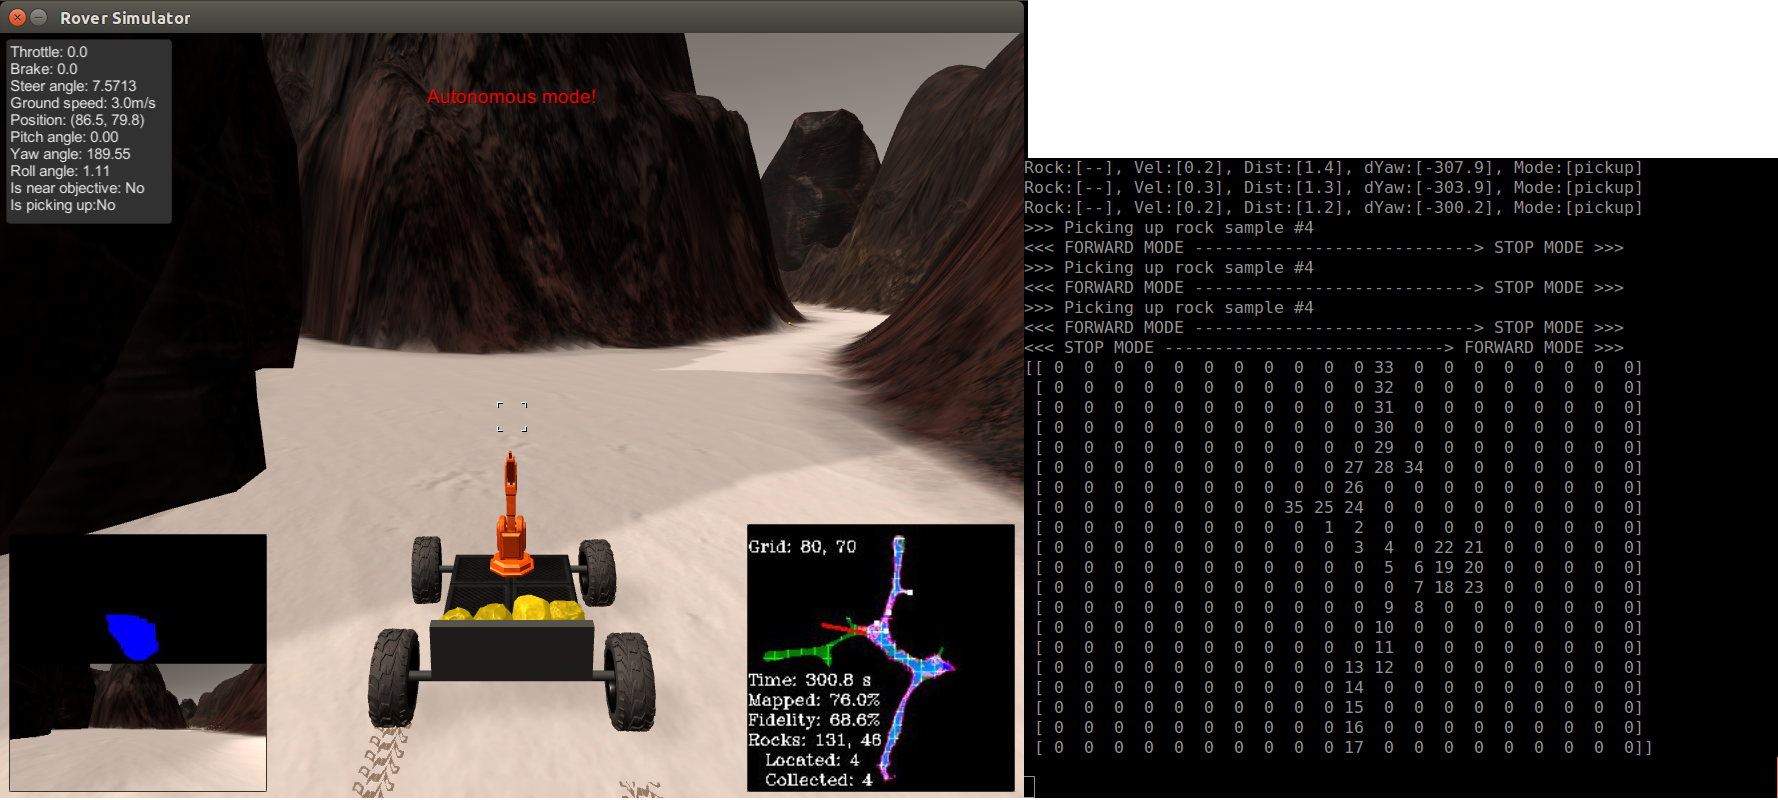 Rover Simulator
Throttle: 0.0
Brake: 0.0
Steer angle: 7.5713
Ground speed: 3.0m/s
Position: (86.5, 79.8)
Pitch angle: 0.00
Yaw angle: 189.55
Roll angle: 1.11
Is near objective: No
Is picking up:No
Autonomous mode!
Grid: 80, 70
Time: 300.8 s
Mapped: 76.0%
Fidelity: 68.6%
Rocks: 131, 46
Located: 4
Collected: 4
Rock:[--], Vel:[0.2], Dist:[1.4], dYaw:[-307.9], Mode:[pickup]
Rock:[--], Vel:[0.3], Dist:[1.3], dYaw:[-303.9], Mode:[pickup]
Rock:[--], Vel:[0.2], Dist:[1.2], dYaw:[-300.2], Mode:[pickup]
>>> Picking up rock sample #4
<<< FORWARD MODE ----------------------------> STOP MODE >>>
>>> Picking up rock sample #4
<<< FORWARD MODE ----------------------------> STOP MODE >>>
>>> Picking up rock sample #4
<<< FORWARD MODE ----------------------------> STOP MODE >>>
<<< STOP MODE ----------------------------> FORWARD MODE >>>
[[ 0 0 0 0 0 0 0 0 0 0 0 33 0 0 0 0 0 0 0 0]
[ 0 0 0 0 0 0 0 0 0 0 0 32 0 0 0 0 0 0 0 0]
[ 0 0 0 0 0 0 0 0 0 0 0 31 0 0 0 0 0 0 0 0]
[ 0 0 0 0 0 0 0 0 0 0 0 30 0 0 0 0 0 0 0 0]
[ 0 0 0 0 0 0 0 0 0 0 0 29 0 0 0 0 0 0 0 0]
[ 0 0 0 0 0 0 0 0 0 0 27 28 34 0 0 0 0 0 0 0]
[ 0 0 0 0 0 0 0 0 0 0 26 0 0 0 0 0 0 0 0 0]
[ 0 0 0 0 0 0 0 0 35 25 24 0 0 0 0 0 0 0 0 0]
[ 0 0 0 0 0 0 0 0 0 1 2 0 0 0 0 0 0 0 0 0]
[ 0 0 0 0 0 0 0 0 0 0 3 4 0 22 21 0 0 0 0 0]
[ 0 0 0 0 0 0 0 0 0 0 0 5 6 19 20 0 0 0 0 0]
[ 0 0 0 0 0 0 0 0 0 0 0 0 7 18 23 0 0 0 0 0]
[ 0 0 0 0 0 0 0 0 0 0 0 9 8 0 0 0 0 0 0 0]
[ 0 0 0 0 0 0 0 0 0 0 0 10 0 0 0 0 0 0 0 0]
[ 0 0 0 0 0 0 0 0 0 0 0 11 0 0 0 0 0 0 0 0]
[ 0 0 0 0 0 0 0 0 0 0 13 12 0 0 0 0 0 0 0 0]
[ 0 0 0 0 0 0 0 0 0 0 14 0 0 0 0 0 0 0 0 0]
[ 0 0 0 0 0 0 0 0 0 0 15 0 0 0 0 0 0 0 0 0]
[ 0 0 0 0 0 0 0 0 0 0 16 0 0 0 0 0 0 0 0 0]
[ 0 0 0 0 0 0 0 0 0 0 17 0 0 0 0 0 0 0 0 0]]